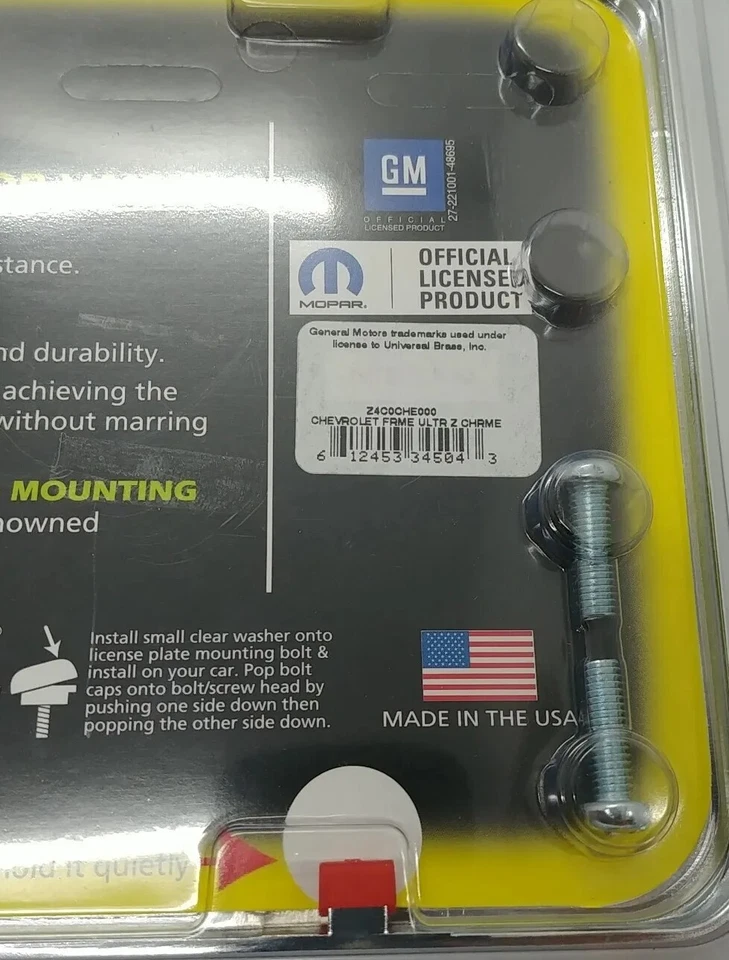 stance.
nd durability.
achieving the
without marring
MOUNTING
nowned
Install small clear washer onto
license plate mounting bolt &
install on your car. Pop bolt
caps onto bolt/screw head by
pushing one side down then
popping the other side down.
hold it quietly
GM
27-221001-48695
OFFICIAL
LICENSED PRODUCT
MOPAR®
OFFICIAL
LICENSED
PRODUCT
General Motors trademarks used under
license to Universal Brass, Inc.
Z4C0CHE000
CHEVROLET FRME ULTR Z CHRME
6 12453 34504 3
MADE IN THE USA